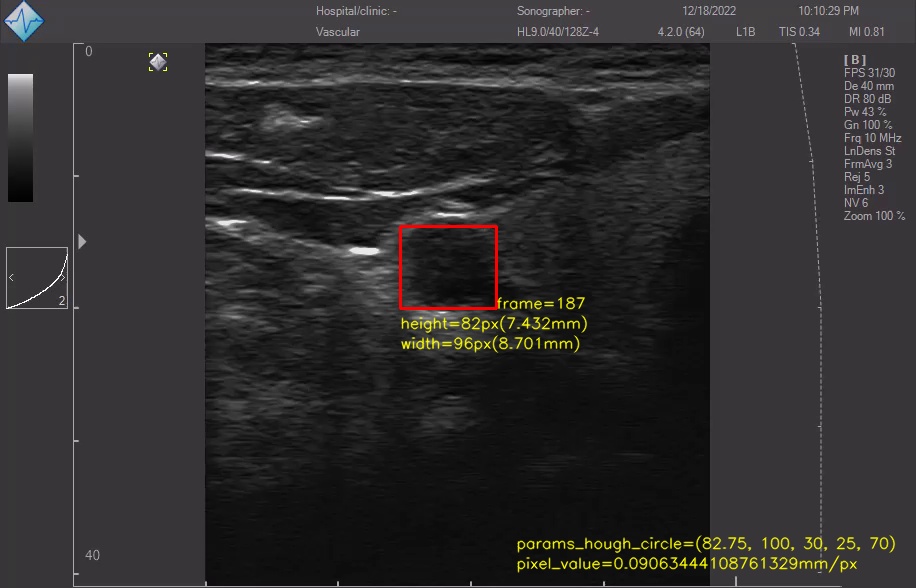 Hospital/clinic: - Sonographer: - 12/18/2022 10:10:29 PM
Vascular HL9.0/40/128Z-4 4.2.0 (64) L1B TIS 0.34 MI 0.81
0
[B]
FPS 31/30
De 40 mm
DR 80 dB
Pw 43 %
Gn 100 %
Frq 10 MHz
LnDens St
FrmAvg 3
Rej 5
ImEnh 3
NV 6
Zoom 100 %
2
frame=187
height=82px(7.432mm)
width=96px(8.701mm)
40
params_hough_circle=(82.75, 100, 30, 25, 70)
pixel_value=0.09063444108761329mm/px